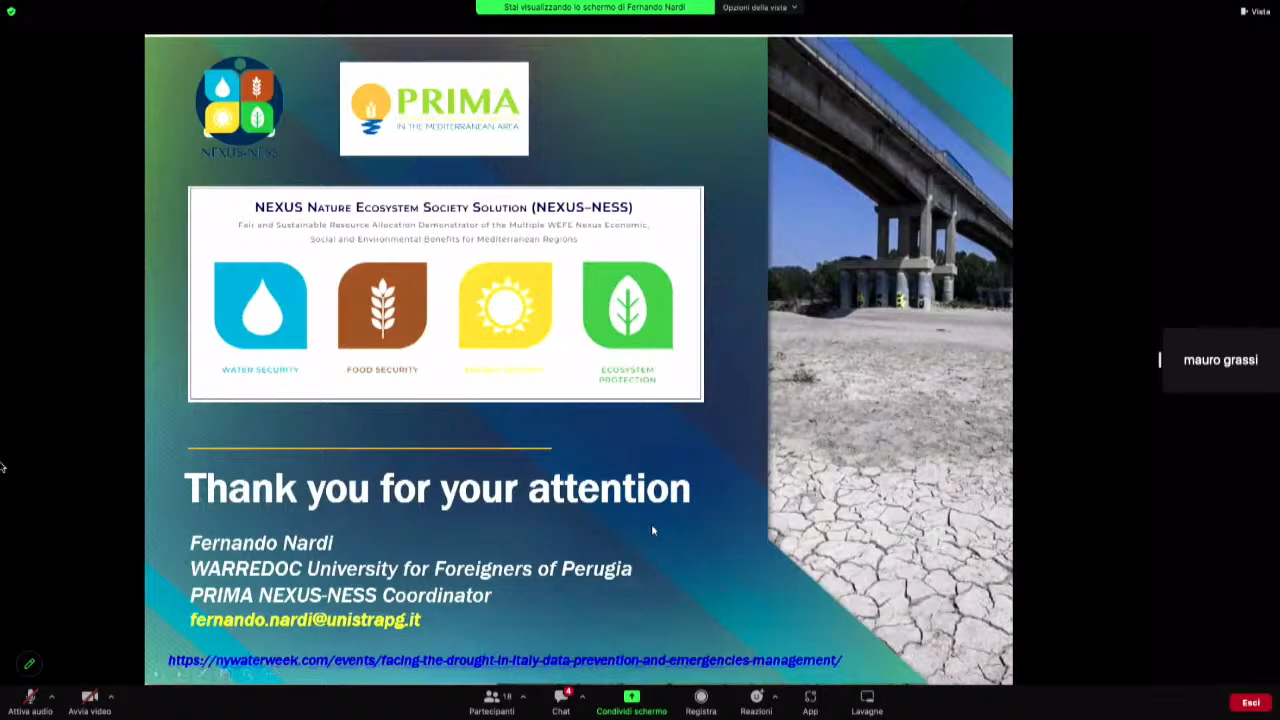 Stai visualizzando lo schermo di Fernando Nardi
Opzioni della vista
Vista
NEXUS-NESS
PRIMA
IN THE MEDITERRANEAN AREA
NEXUS NATURE ECOSYSTEM SOCIETY SOLUTION (NEXUS–NESS)
Fair and Sustainable Resource Allocation Demonstrator of the Multiple WEFE Nexus Economic,
Social and Environmental Benefits for Mediterranean Regions
WATER SECURITY
FOOD SECURITY
ECOSYSTEM
PROTECTION
mauro grassi
Thank you for your attention
Fernando Nardi
WARREDOC University for Foreigners of Perugia
PRIMA NEXUS-NESS Coordinator
fernando.nardi@unistrapg.it
https://nywaterweek.com/events/facing-the-drought-in-italy-data-prevention-and-emergencies-management/
Attiva audio
Avvia video
18
Partecipanti
4
Chat
Condividi schermo
Registra
Reazioni
App
Lavagne
Esci